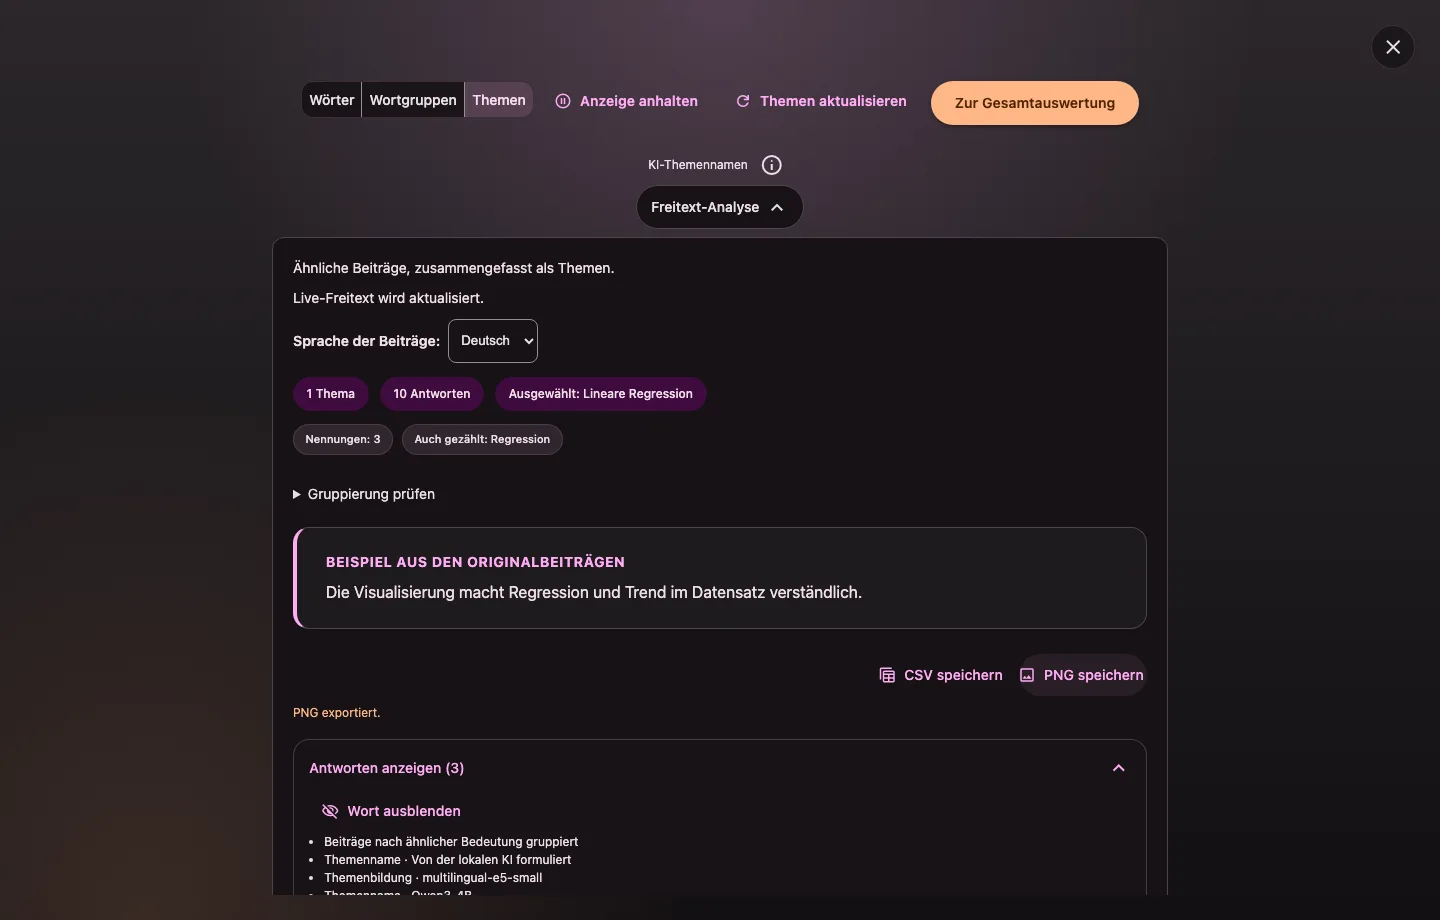 Wörter Wortgruppen Themen Anzeige anhalten Themen aktualisieren Zur Gesamtauswertung
KI-Themennamen
Freitext-Analyse
Ähnliche Beiträge, zusammengefasst als Themen.
Live-Freitext wird aktualisiert.
Sprache der Beiträge: Deutsch
1 Thema 10 Antworten Ausgewählt: Lineare Regression
Nennungen: 3 Auch gezählt: Regression
Gruppierung prüfen
BEISPIEL AUS DEN ORIGINALBEITRÄGEN
Die Visualisierung macht Regression und Trend im Datensatz verständlich.
CSV speichern PNG speichern
PNG exportiert.
Antworten anzeigen (3)
Wort ausblenden
Beiträge nach ähnlicher Bedeutung gruppiert
Themenname · Von der lokalen KI formuliert
Themenbildung · multilingual-e5-small
Themenname · Qwen3-4B